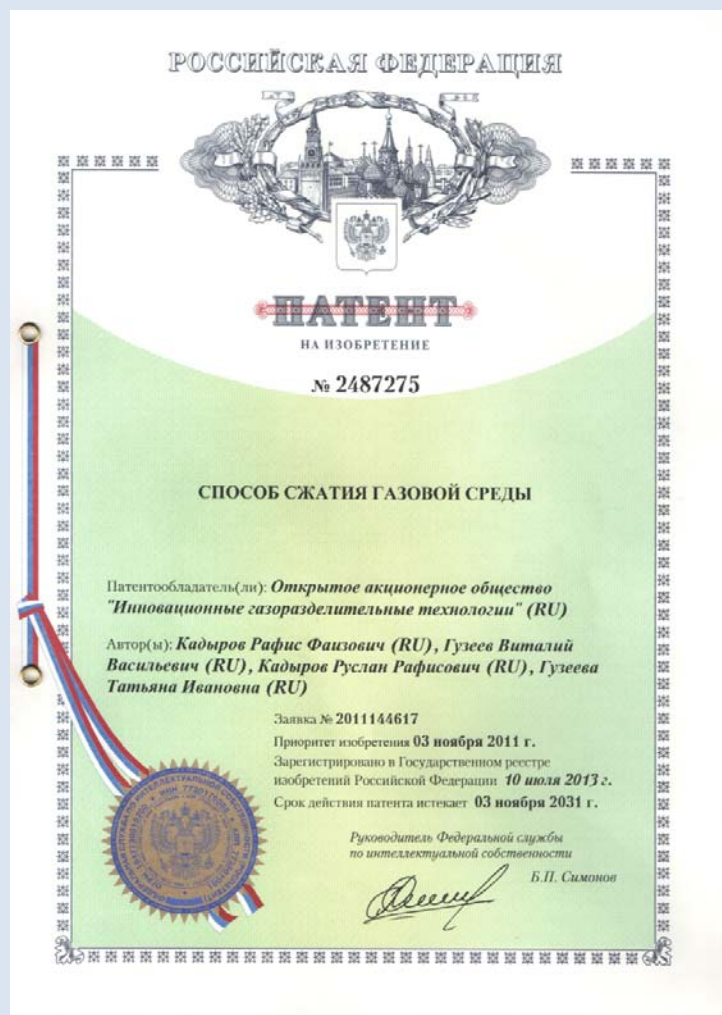 РОССИЙСКАЯ ФЕДЕРАЦИЯ
ПАТЕНТ
НА ИЗОБРЕТЕНИЕ
№ 2487275
СПОСОБ СЖАТИЯ ГАЗОВОЙ СРЕДЫ
Патентообладатель(ли): Открытое акционерное общество
"Инновационные газоразделительные технологии" (RU)
Автор(ы): Кадыров Рафис Фаизович (RU), Гузеев Виталий
Васильевич (RU), Кадыров Руслан Рафисович (RU), Гузеева
Татьяна Ивановна (RU)
Заявка № 2011144617
Приоритет изобретения 03 ноября 2011 г.
Зарегистрировано в Государственном реестре
изобретений Российской Федерации 10 июля 2013 г.
Срок действия патента истекает 03 ноября 2031 г.
Руководитель Федеральной службы
по интеллектуальной собственности
Б.П. Симонов